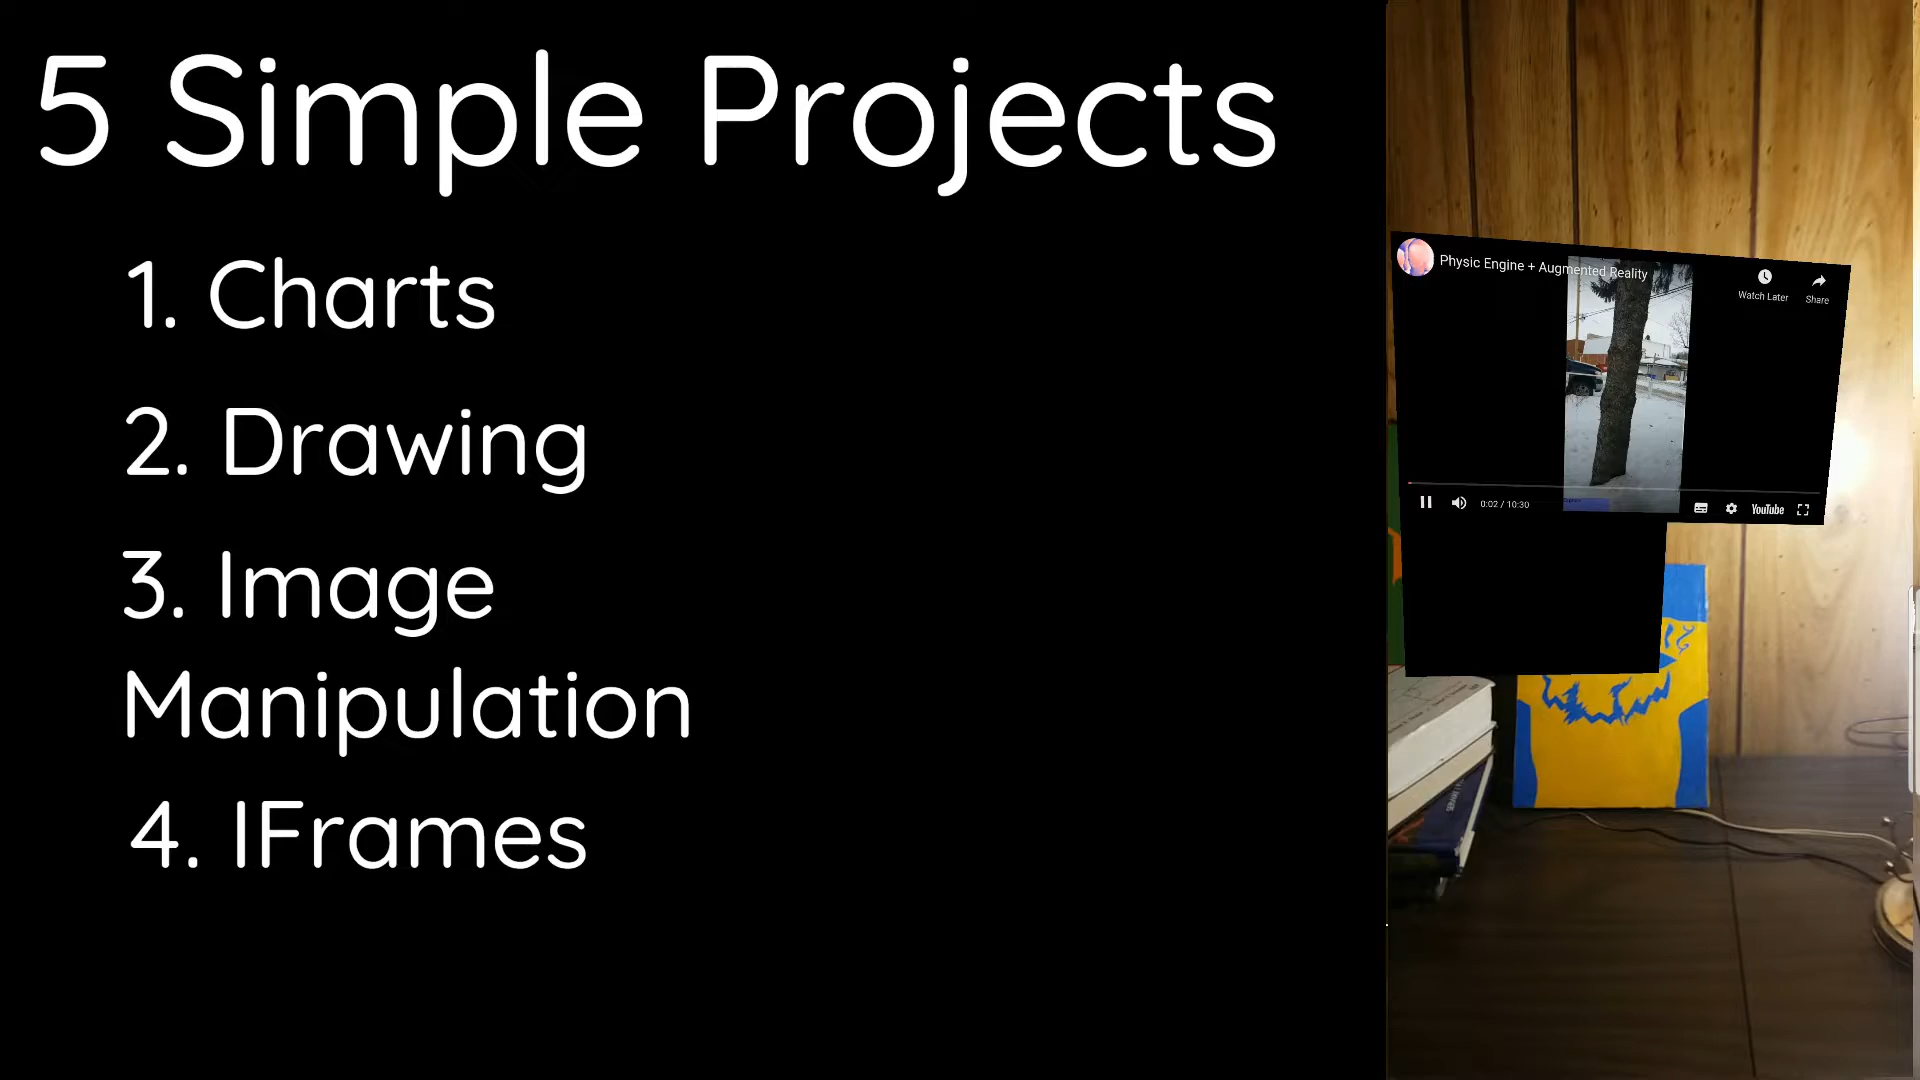 5 Simple Projects
1. Charts
2. Drawing
3. Image
Manipulation
4. IFrames
Physic Engine + Augmented Reality
Watch Later
Share
0:02 / 10:30
YouTube